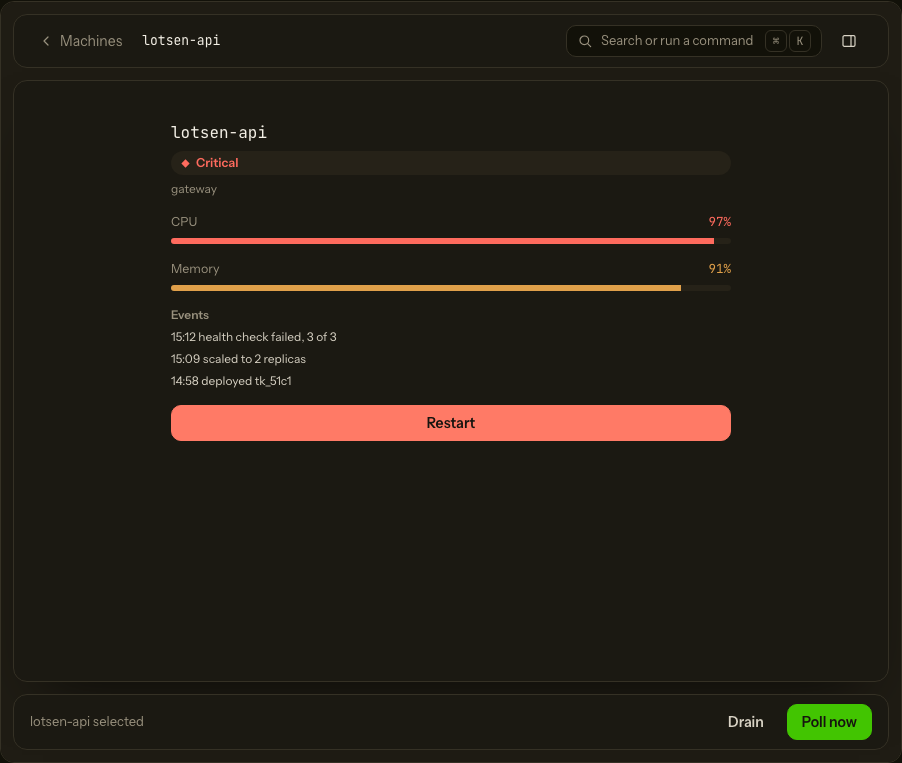 Machines lotsen-api Search or run a command ⌘ K
lotsen-api
Critical
gateway
CPU 97%
Memory 91%
Events
15:12 health check failed, 3 of 3
15:09 scaled to 2 replicas
14:58 deployed tk_51c1
Restart
lotsen-api selected Drain Poll now